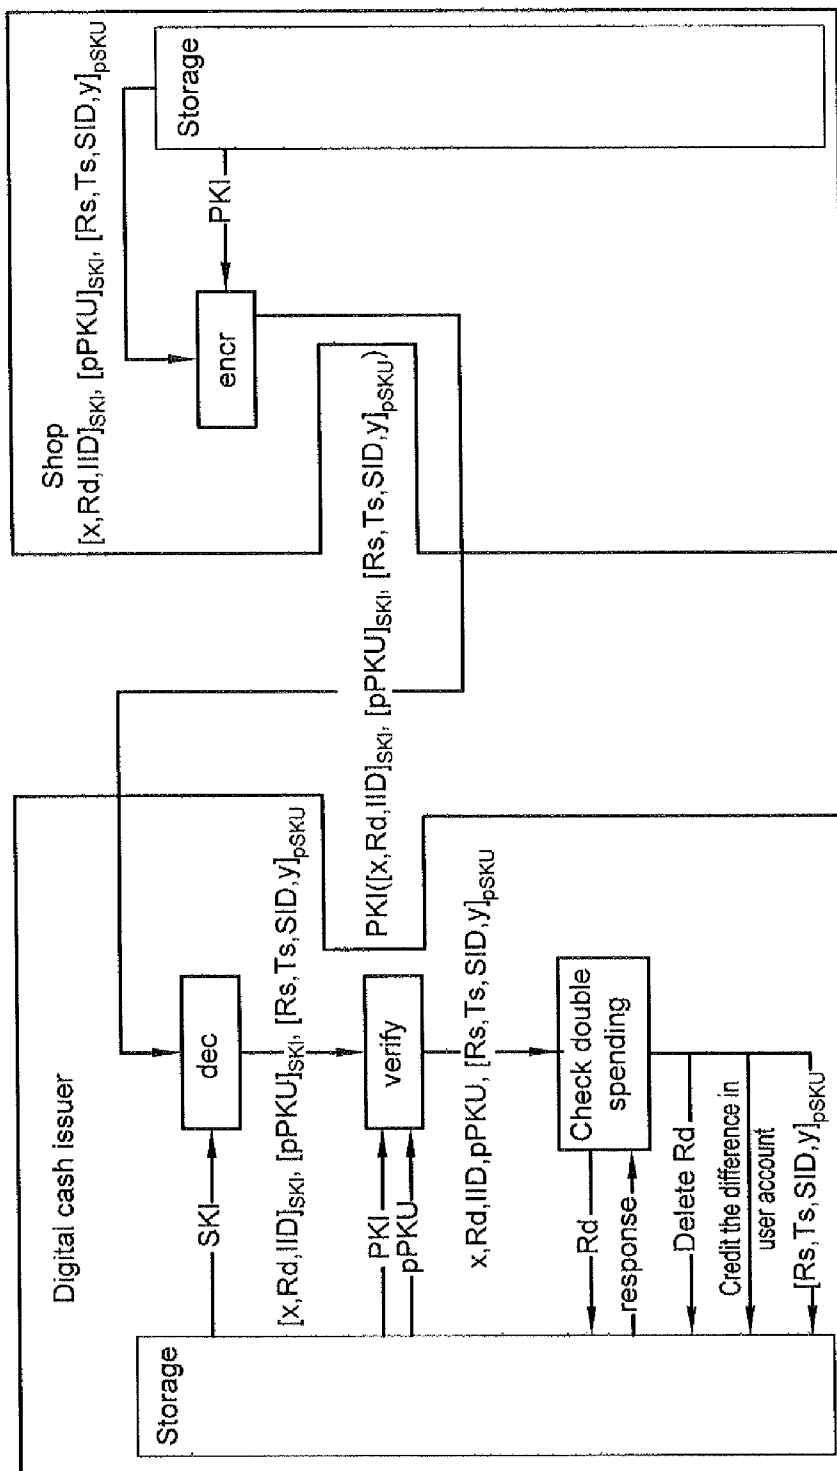 Digital cash issuer
Storage
SKI
dec
[x,Rd,IID]SKI, [pPKU]SKI, [Rs,Ts,SID,y]pSKU
PKI
pPKU
verify
x,Rd,IID,pPKU, [Rs,Ts,SID,y]pSKU
Rd
response
Check double
spending
Delete Rd
Credit the difference in
user account
[Rs,Ts,SID,y]pSKU
PKI([x,Rd,IID]SKI, [pPKU]SKI, [Rs,Ts,SID,y]pSKU)
Shop
[x,Rd,IID]SKI, [pPKU]SKI, [Rs,Ts,SID,y]pSKU
encr
PKI
Storage